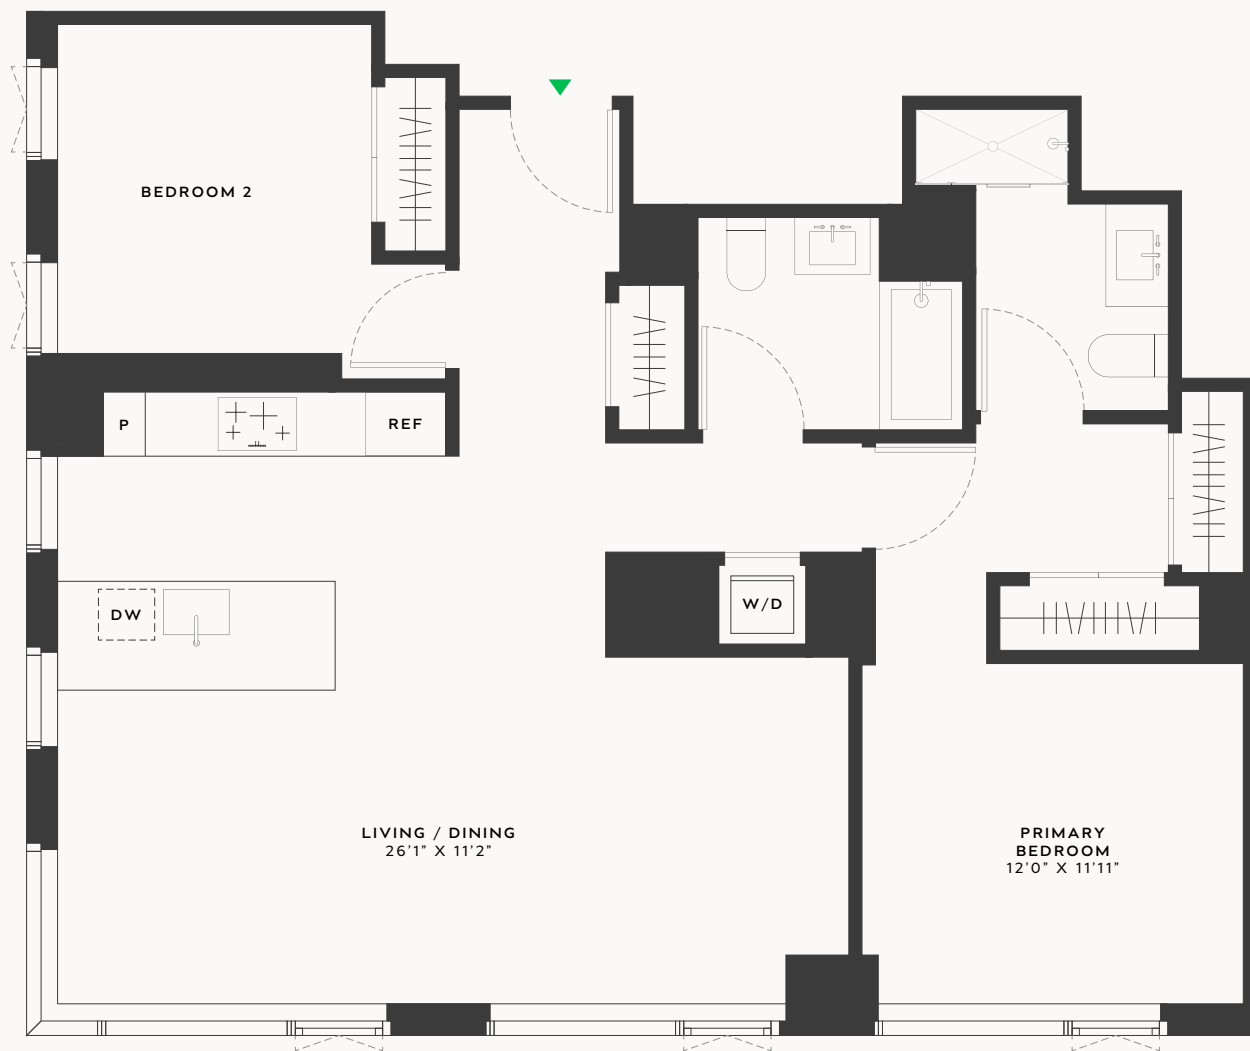 BEDROOM 2
P
REF
DW
W/D
LIVING / DINING
26'1" X 11'2"
PRIMARY
BEDROOM
12'0" X 11'11"